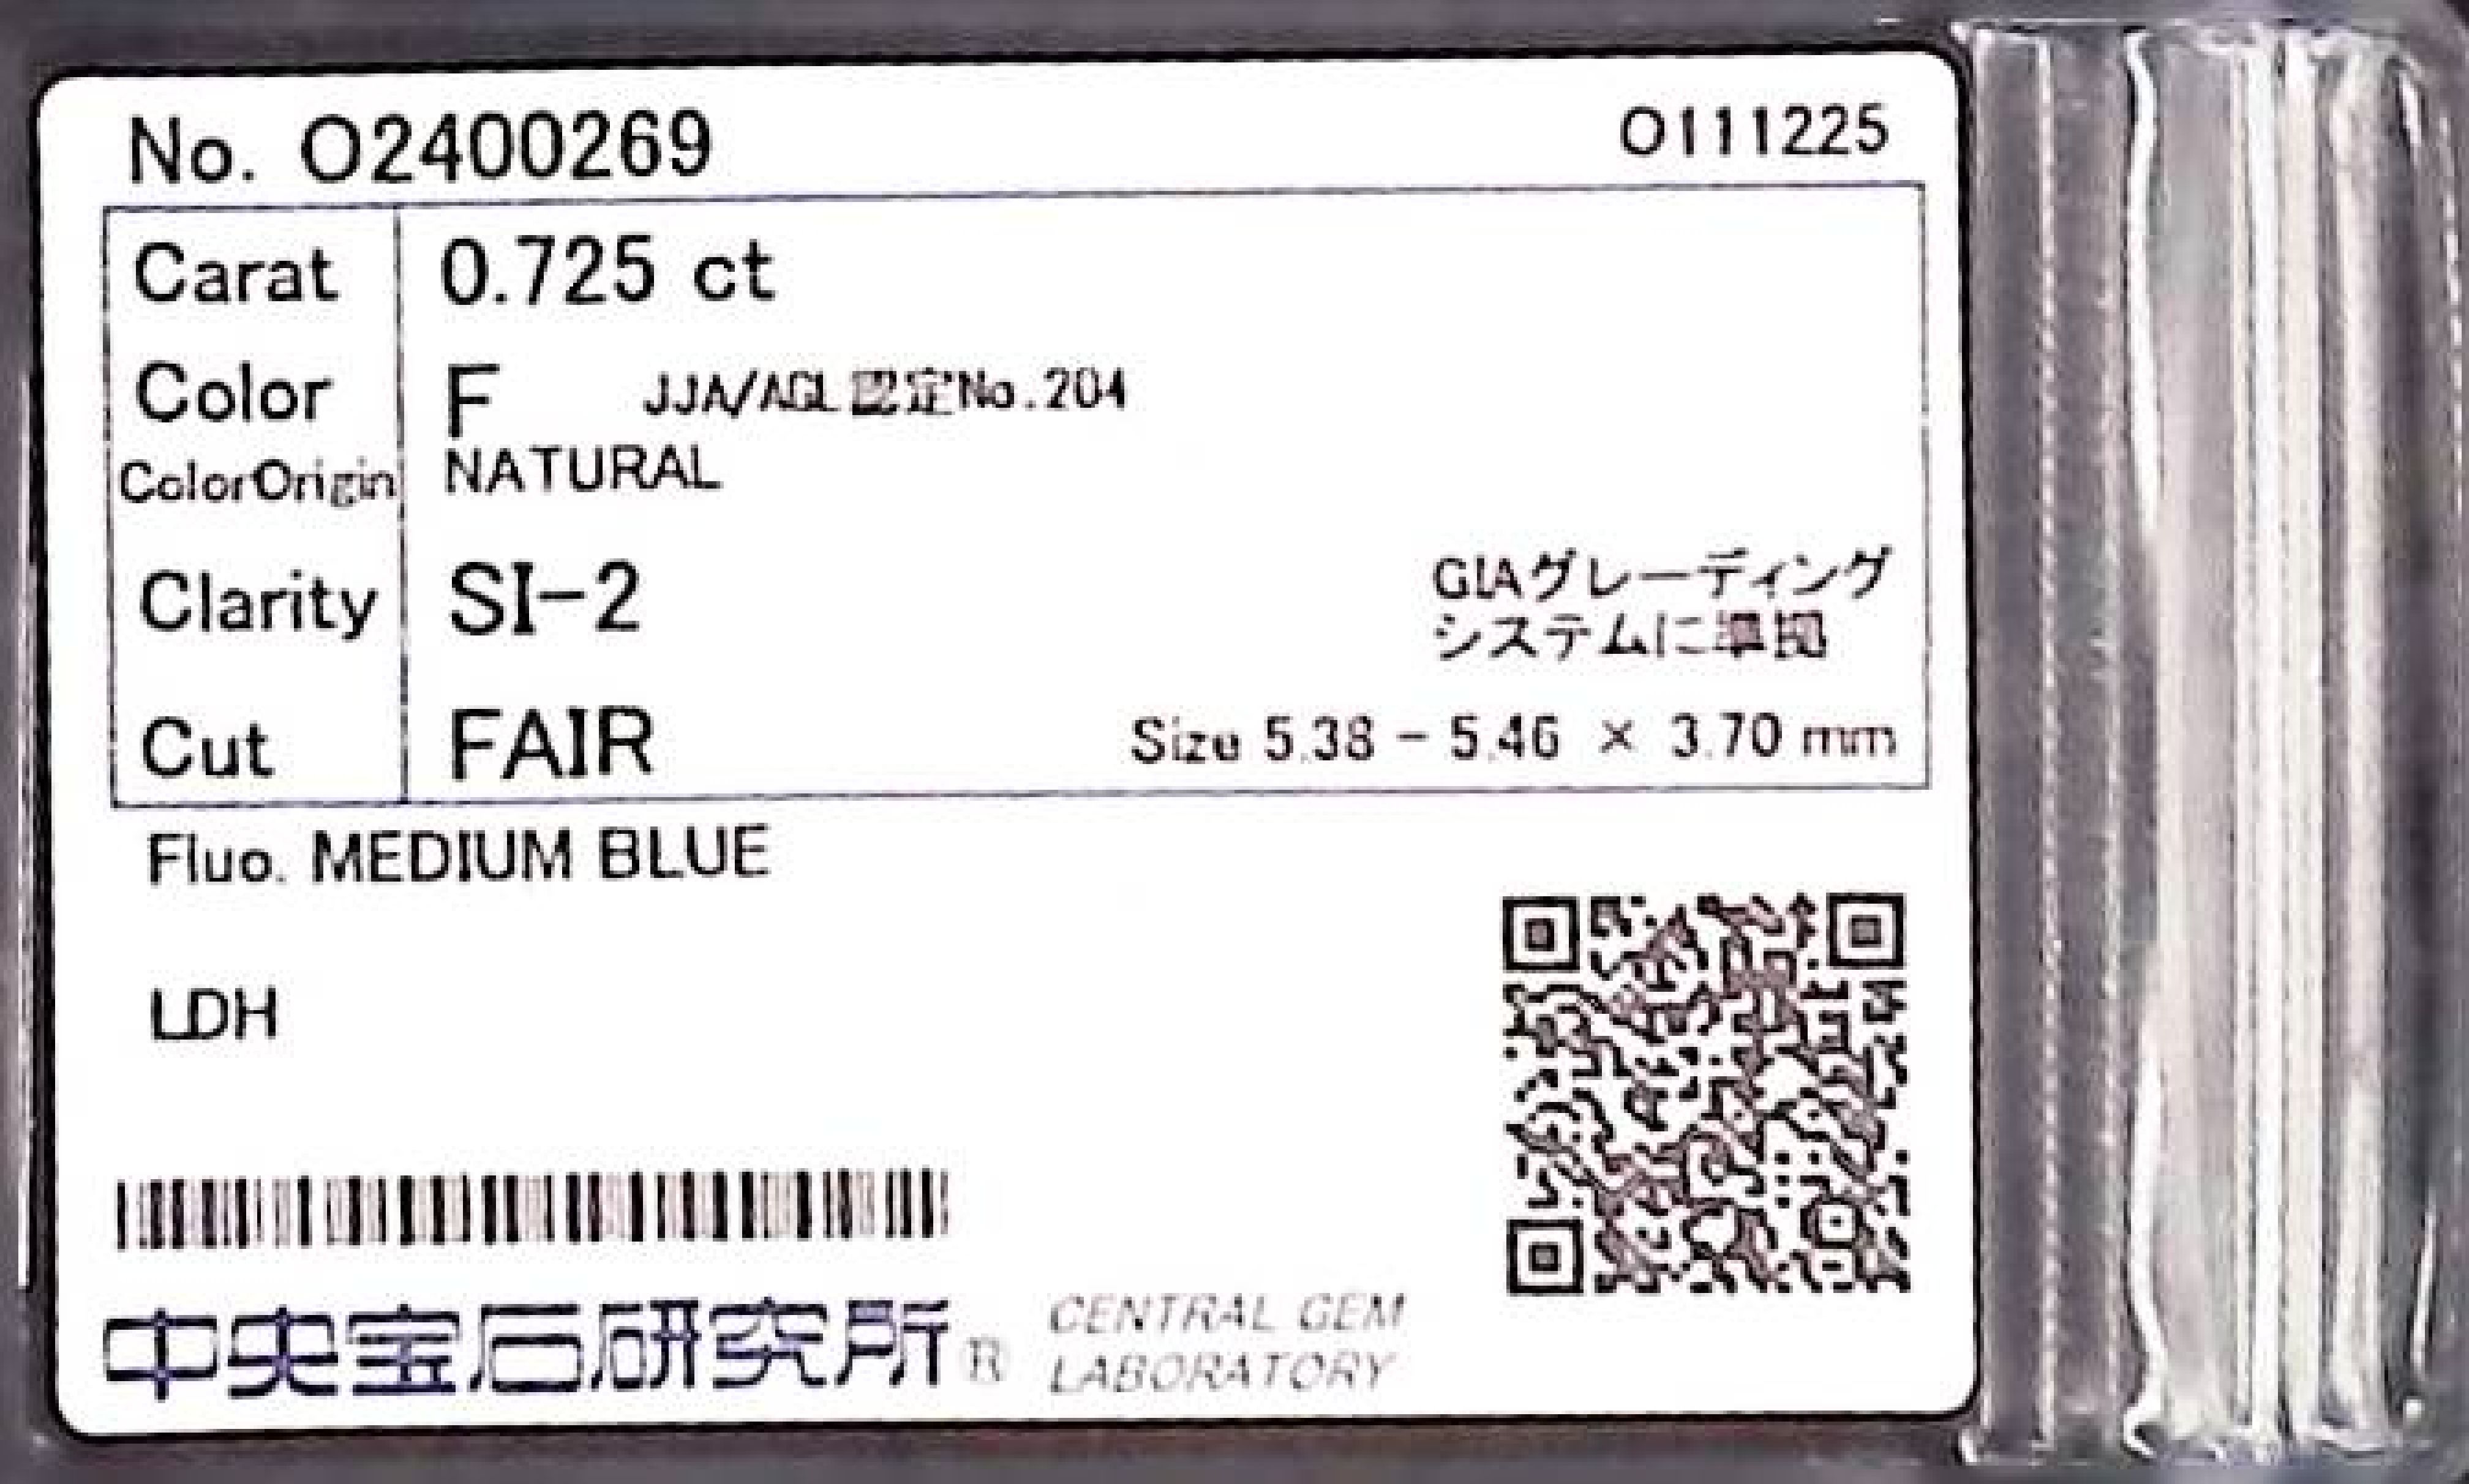 No. O2400269
O111225
Carat 0.725 ct
Color F JJA/AGL認定No.204
ColorOrigin NATURAL
Clarity SI-2
GIAグレーディング
システムに準拠
Cut FAIR Size 5.38 - 5.46 × 3.70 mm
Fluo. MEDIUM BLUE
LDH
中央宝石研究所® CENTRAL GEM
LABORATORY